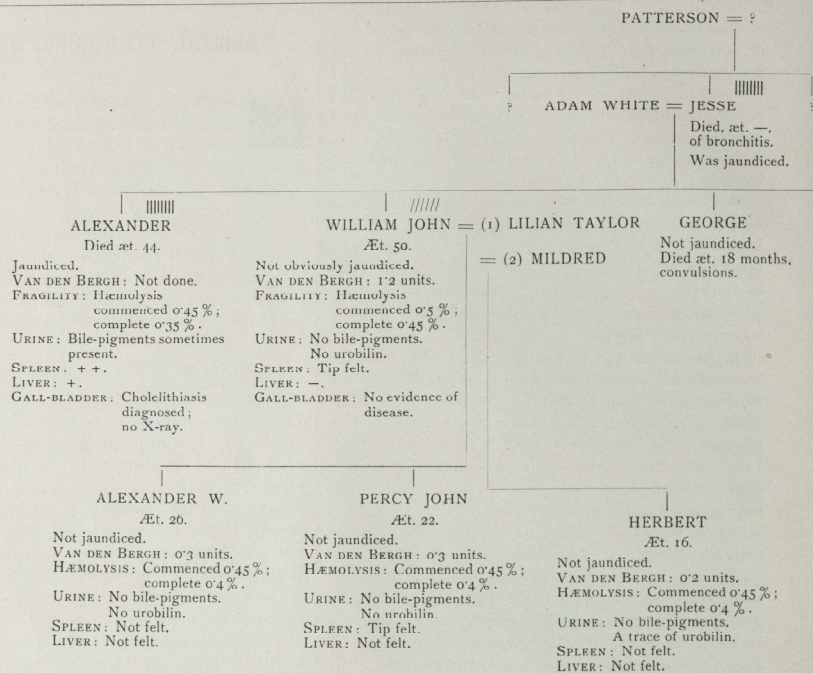 PATTERSON = ?
?
ADAM WHITE = JESSE
Died, æt. —,
of bronchitis.
Was jaundiced.
ALEXANDER
Died æt. 44.
Jaundiced.
VAN DEN BERGH: Not done.
FRAGILITY: Hæmolysis
commenced 0·45 %;
complete 0·35 %.
URINE: Bile-pigments sometimes
present.
SPLEEN: + +.
LIVER: +.
GALL-BLADDER: Cholelithiasis
diagnosed;
no X-ray.
WILLIAM JOHN = (1) LILIAN TAYLOR
= (2) MILDRED
Æt. 50.
Not obviously jaundiced.
VAN DEN BERGH: 1·2 units.
FRAGILITY: Hæmolysis
commenced 0·5 %;
complete 0·45 %.
URINE: No bile-pigments.
No urobilin.
SPLEEN: Tip felt.
LIVER: —.
GALL-BLADDER: No evidence of
disease.
GEORGE
Not jaundiced.
Died æt. 18 months,
convulsions.
ALEXANDER W.
Æt. 26.
Not jaundiced.
VAN DEN BERGH: 0·3 units.
HÆMOLYSIS: Commenced 0·45 %;
complete 0·4 %.
URINE: No bile-pigments.
No urobilin.
SPLEEN: Not felt.
LIVER: Not felt.
PERCY JOHN
Æt. 22.
Not jaundiced.
VAN DEN BERGH: 0·3 units.
HÆMOLYSIS: Commenced 0·45 %;
complete 0·4 %.
URINE: No bile-pigments.
No urobilin.
SPLEEN: Tip felt.
LIVER: Not felt.
HERBERT
Æt. 16.
Not jaundiced.
VAN DEN BERGH: 0·2 units.
HÆMOLYSIS: Commenced 0·45 %;
complete 0·4 %.
URINE: No bile-pigments.
A trace of urobilin.
SPLEEN: Not felt.
LIVER: Not felt.